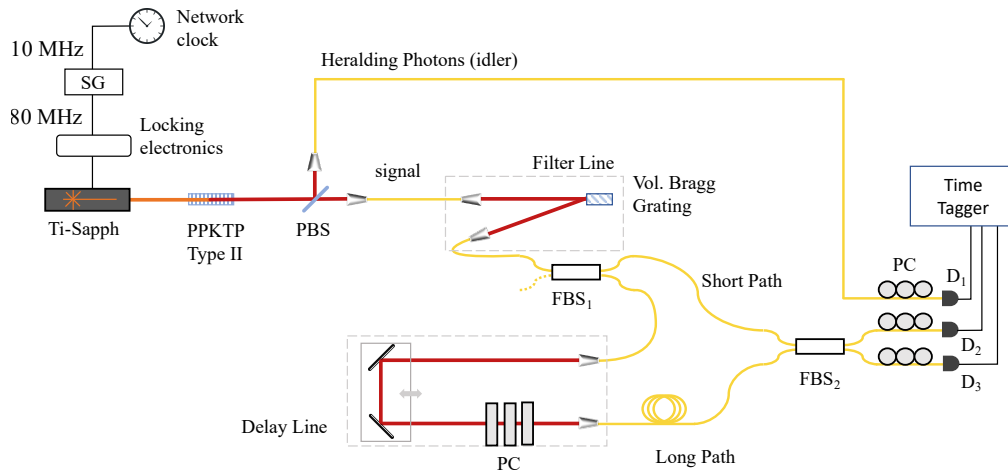 Network
clock
10 MHz
SG
80 MHz
Locking
electronics
Ti-Sapph
PPKTP
Type II
PBS
Heralding Photons (idler)
signal
Filter Line
Vol. Bragg
Grating
FBS1
Short Path
Time
Tagger
PC
D1
D2
D3
FBS2
Delay Line
PC
Long Path